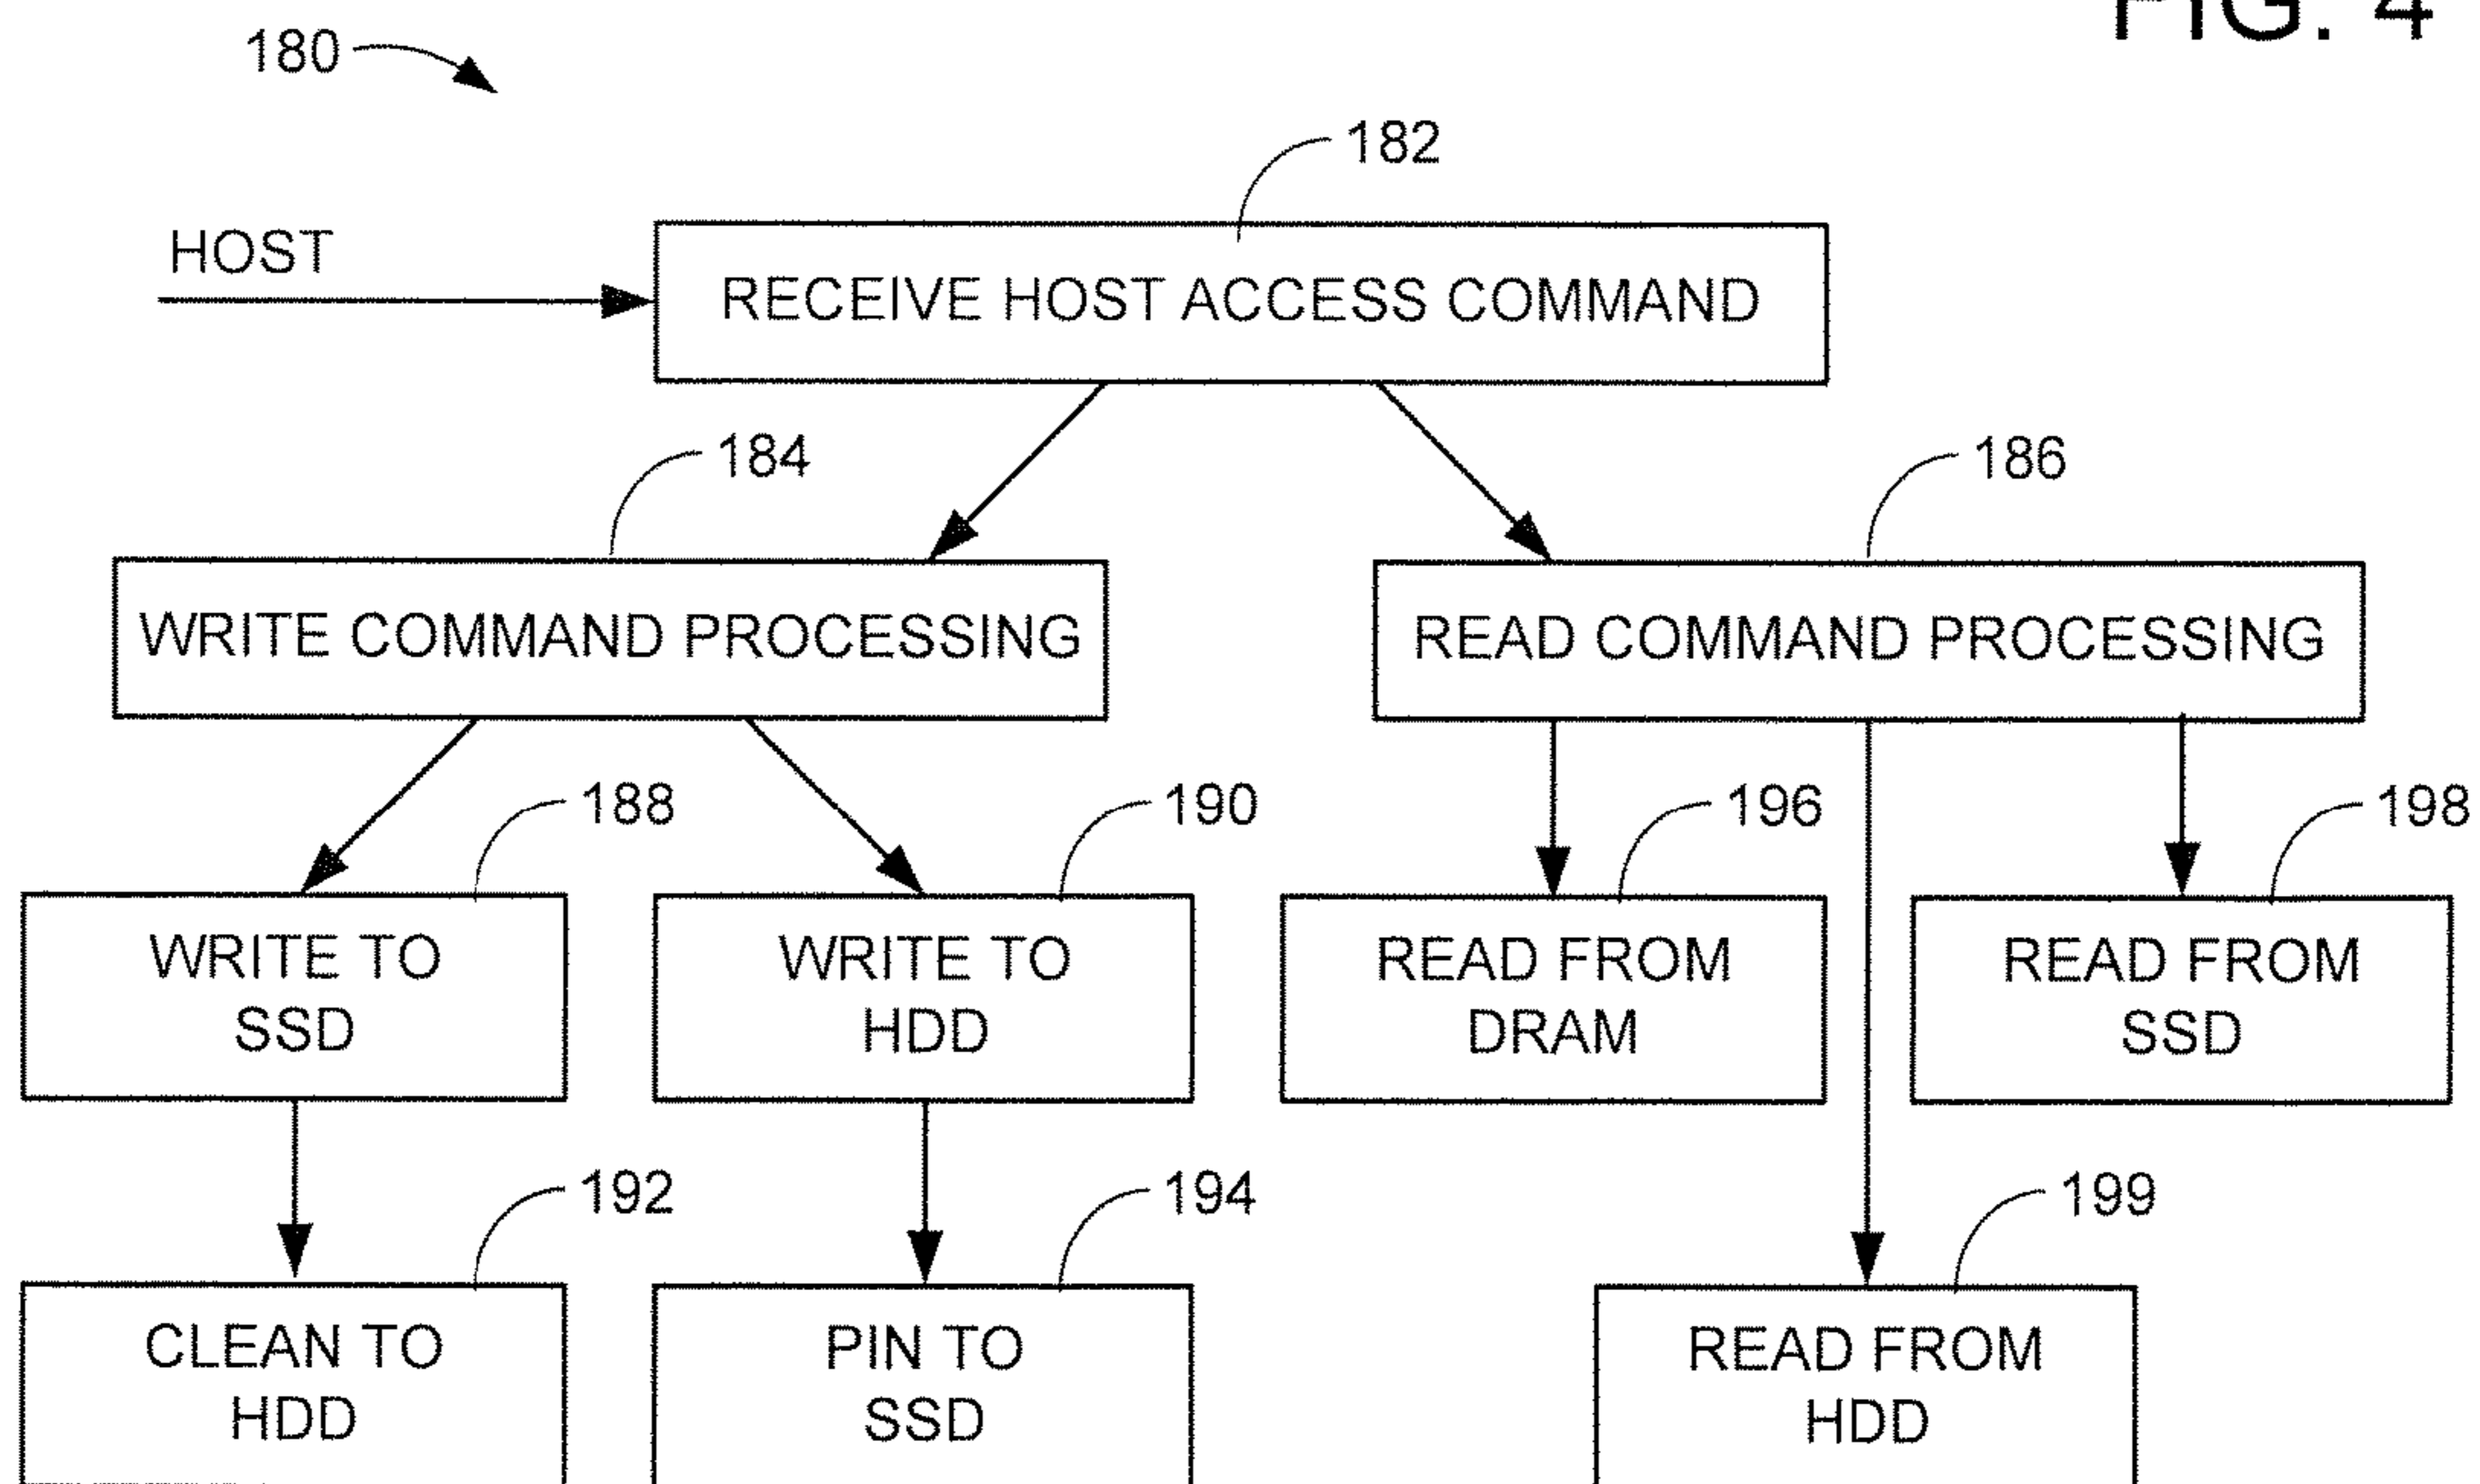 FIG. 4
180
182
HOST
RECEIVE HOST ACCESS COMMAND
184
186
WRITE COMMAND PROCESSING
READ COMMAND PROCESSING
188
190
196
198
WRITE TO
SSD
WRITE TO
HDD
READ FROM
DRAM
READ FROM
SSD
192
194
199
CLEAN TO
HDD
PIN TO
SSD
READ FROM
HDD